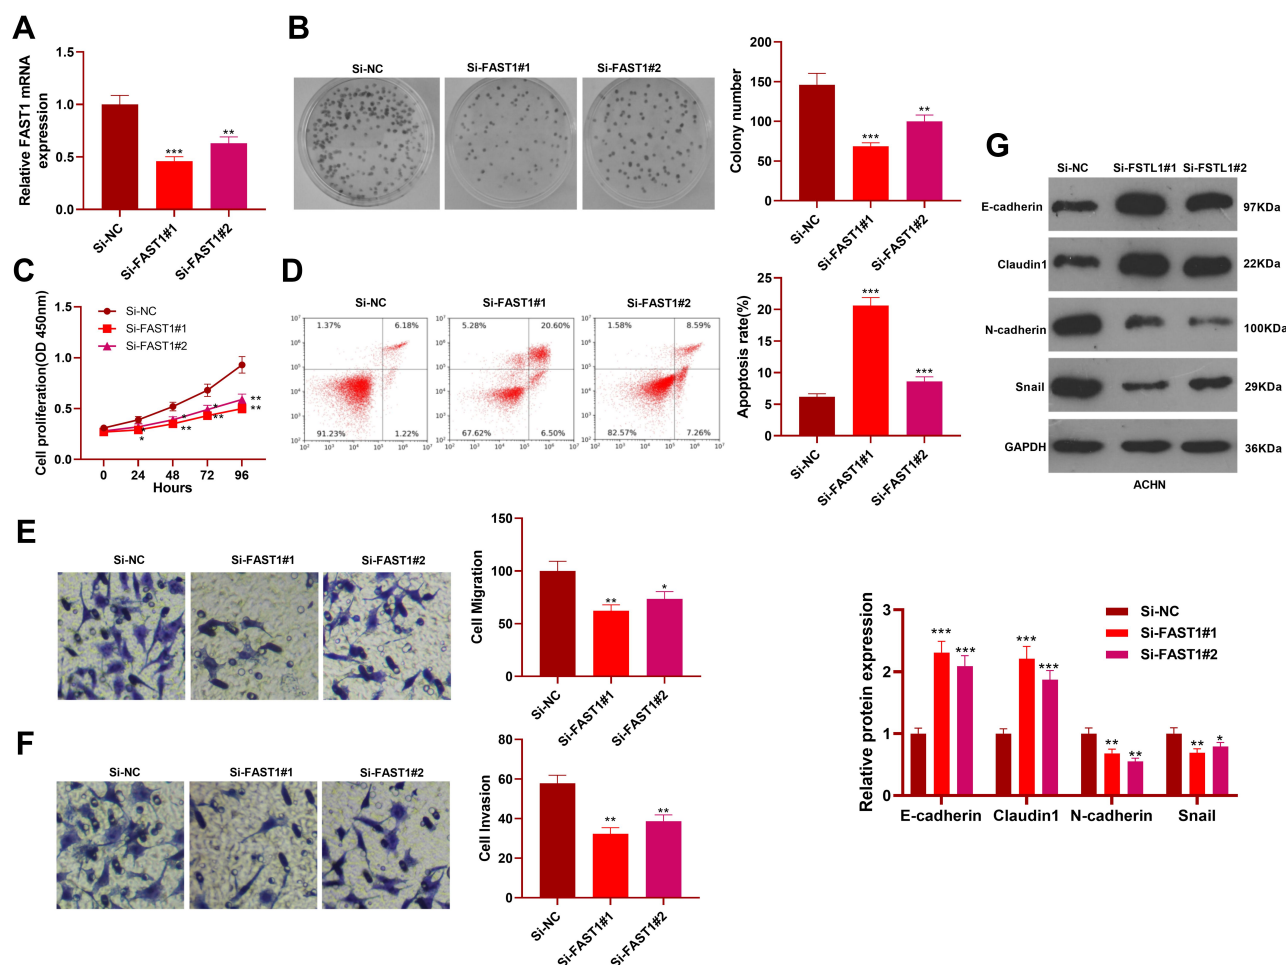 A
Relative FAST1 mRNA
expression
1.5
1.0
0.5
0.0
***
**
Si-NC
Si-FAST1#1
Si-FAST1#2
B
Si-NC
Si-FAST1#1
Si-FAST1#2
Colony number
200
150
100
50
0
***
**
Si-NC
Si-FAST1#1
Si-FAST1#2
C
Cell proliferation(OD 450nm)
1.5
1.0
0.5
0.0
Si-NC
Si-FAST1#1
Si-FAST1#2
*
*
*
**
*
**
**
**
0 24 48 72 96
Hours
D
Si-NC
Si-FAST1#1
Si-FAST1#2
1.37% 6.18%
91.23% 1.22%
5.28% 20.60%
67.62% 6.50%
1.58% 8.59%
82.57% 7.26%
Apoptosis rate(%)
25
20
15
10
5
0
***
***
Si-NC
Si-FAST1#1
Si-FAST1#2
E
Si-NC
Si-FAST1#1
Si-FAST1#2
Cell Migration
150
100
50
0
**
*
Si-NC
Si-FAST1#1
Si-FAST1#2
F
Si-NC
Si-FAST1#1
Si-FAST1#2
Cell Invasion
80
60
40
20
0
**
**
Si-NC
Si-FAST1#1
Si-FAST1#2
G
Si-NC Si-FSTL1#1 Si-FSTL1#2
E-cadherin 97KDa
Claudin1 22KDa
N-cadherin 100KDa
Snail 29KDa
GAPDH 36KDa
ACHN
Relative protein expression
3
2
1
0
Si-NC
Si-FAST1#1
Si-FAST1#2
*** ***
*** ***
** **
** *
E-cadherin Claudin1 N-cadherin Snail